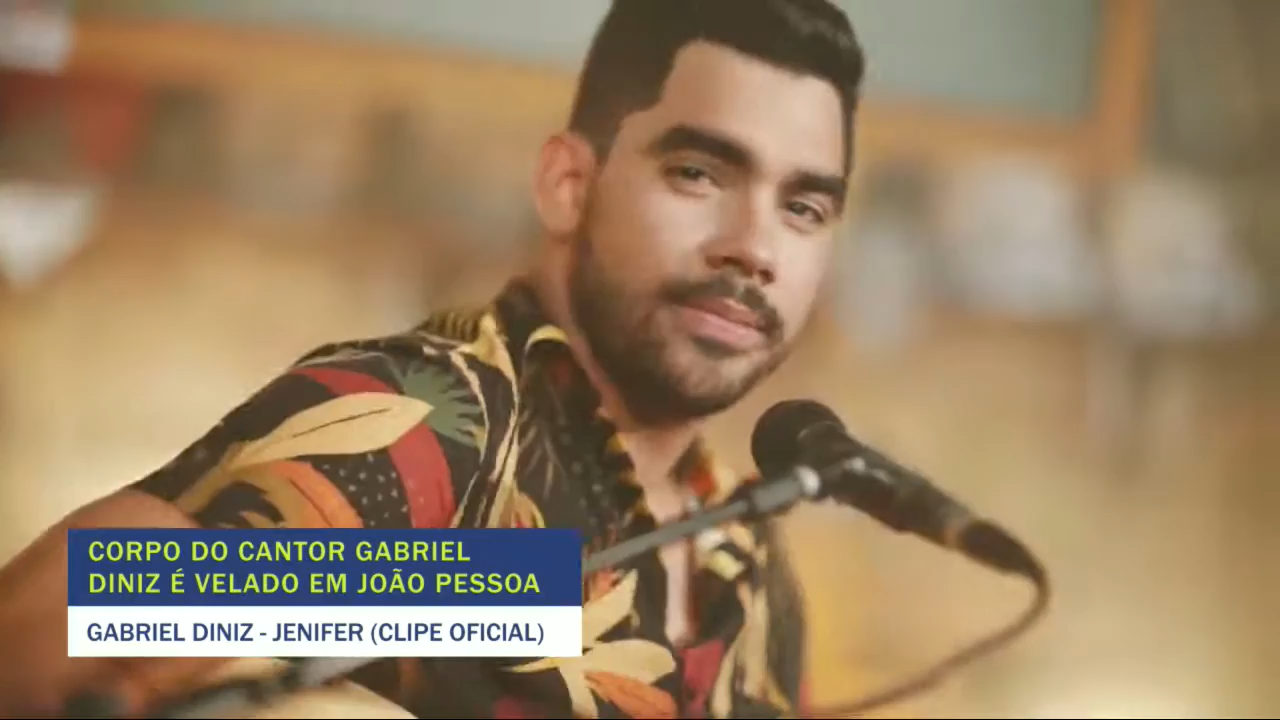 CORPO DO CANTOR GABRIEL
DINIZ É VELADO EM JOÃO PESSOA
GABRIEL DINIZ - JENIFER (CLIPE OFICIAL)